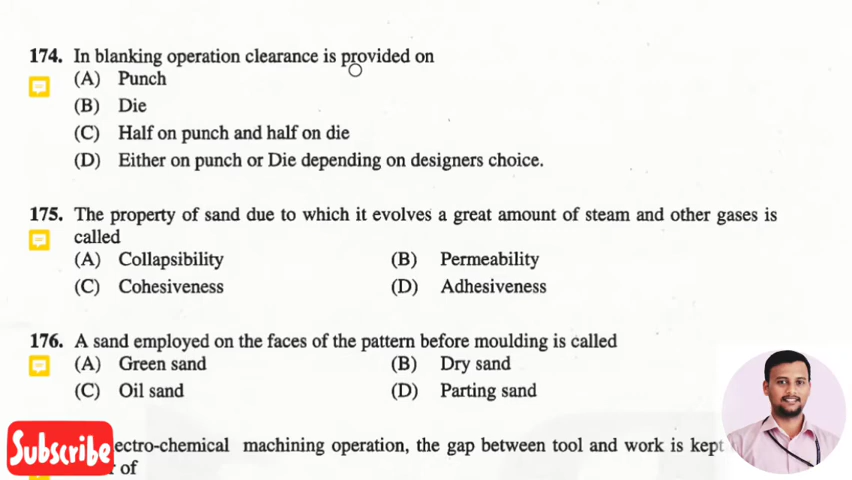 174. In blanking operation clearance is provided on
(A) Punch
(B) Die
(C) Half on punch and half on die
(D) Either on punch or Die depending on designers choice.
175. The property of sand due to which it evolves a great amount of steam and other gases is
called
(A) Collapsibility (B) Permeability
(C) Cohesiveness (D) Adhesiveness
176. A sand employed on the faces of the pattern before moulding is called
(A) Green sand (B) Dry sand
(C) Oil sand (D) Parting sand
ectro-chemical machining operation, the gap between tool and work is kept
of
Subscribe